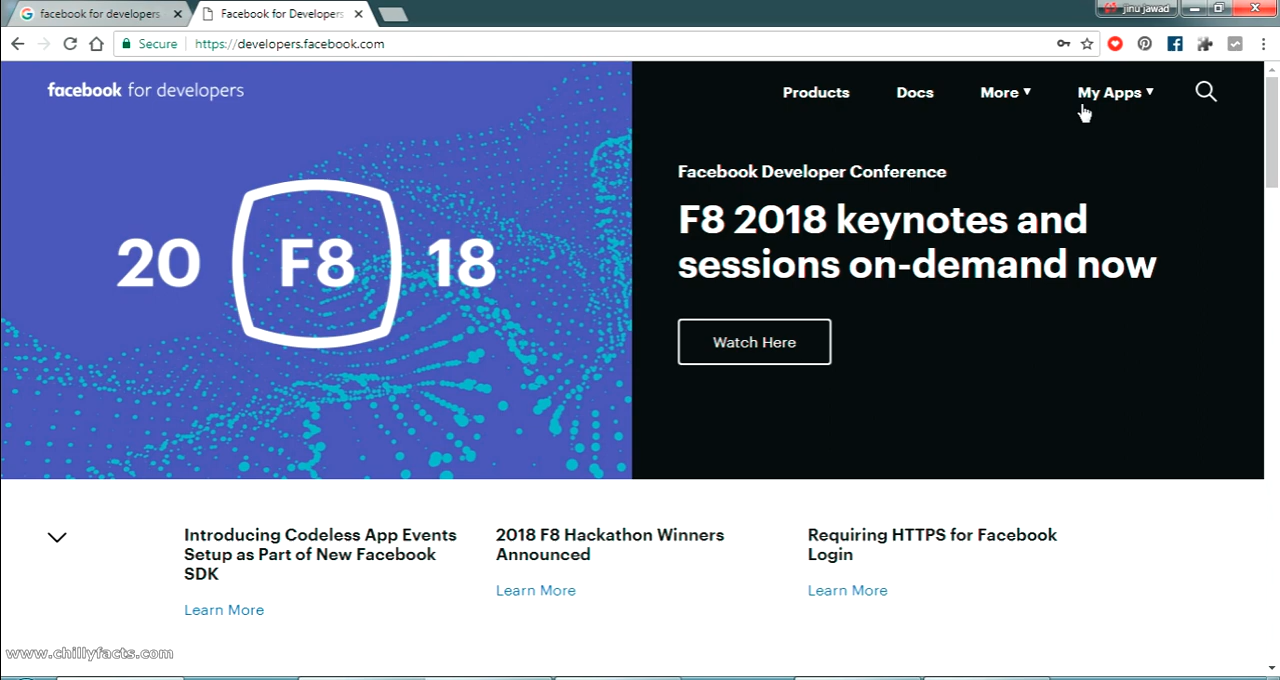 facebook for developers
Facebook for Developers
jinu jawad
Secure
https://developers.facebook.com
facebook for developers
Products
Docs
More
My Apps
20 F8 18
Facebook Developer Conference
F8 2018 keynotes and
sessions on-demand now
Watch Here
Introducing Codeless App Events
Setup as Part of New Facebook
SDK
Learn More
2018 F8 Hackathon Winners
Announced
Learn More
Requiring HTTPS for Facebook
Login
Learn More
www.chillyfacts.com